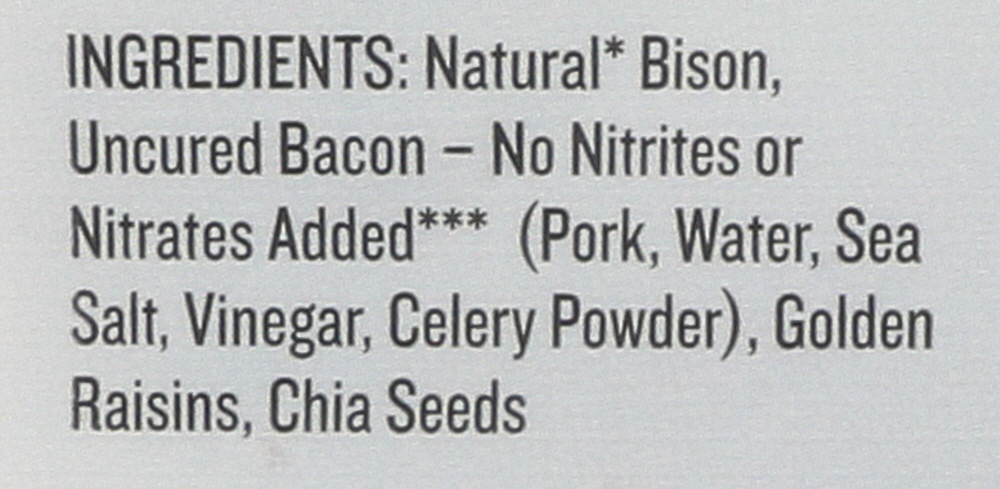 INGREDIENTS: Natural* Bison,
Uncured Bacon – No Nitrites or
Nitrates Added*** (Pork, Water, Sea
Salt, Vinegar, Celery Powder), Golden
Raisins, Chia Seeds